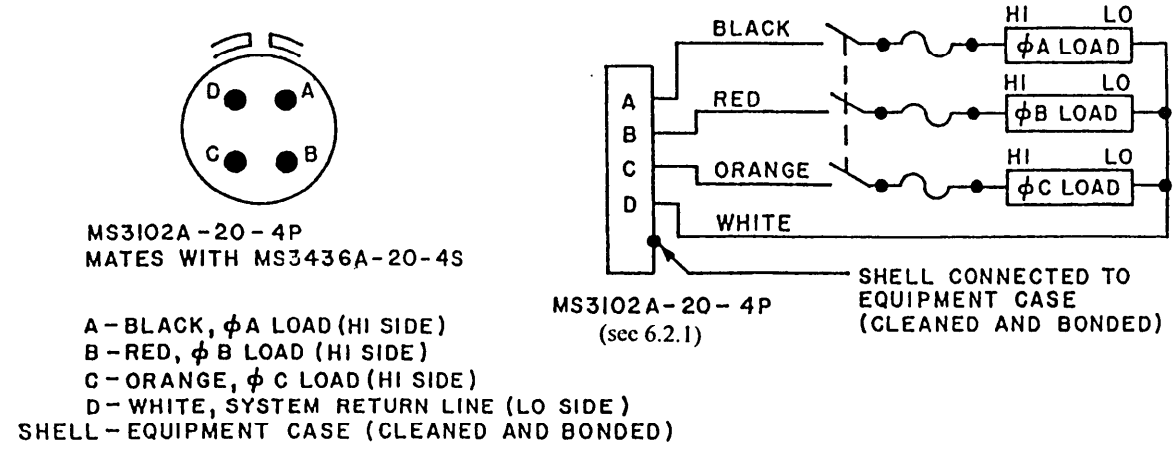 D A
C B
MS3102A-20-4P
MATES WITH MS3436A-20-4S
A-BLACK, ϕA LOAD (HI SIDE)
B-RED, ϕ B LOAD (HI SIDE)
C-ORANGE, ϕ C LOAD (HI SIDE)
D-WHITE, SYSTEM RETURN LINE (LO SIDE)
SHELL-EQUIPMENT CASE (CLEANED AND BONDED)
HI LO
BLACK
ϕA LOAD
HI LO
A
RED
ϕB LOAD
B
HI LO
C
ORANGE
ϕC LOAD
D
WHITE
MS3102A-20-4P
(sec 6.2.1)
SHELL CONNECTED TO
EQUIPMENT CASE
(CLEANED AND BONDED)